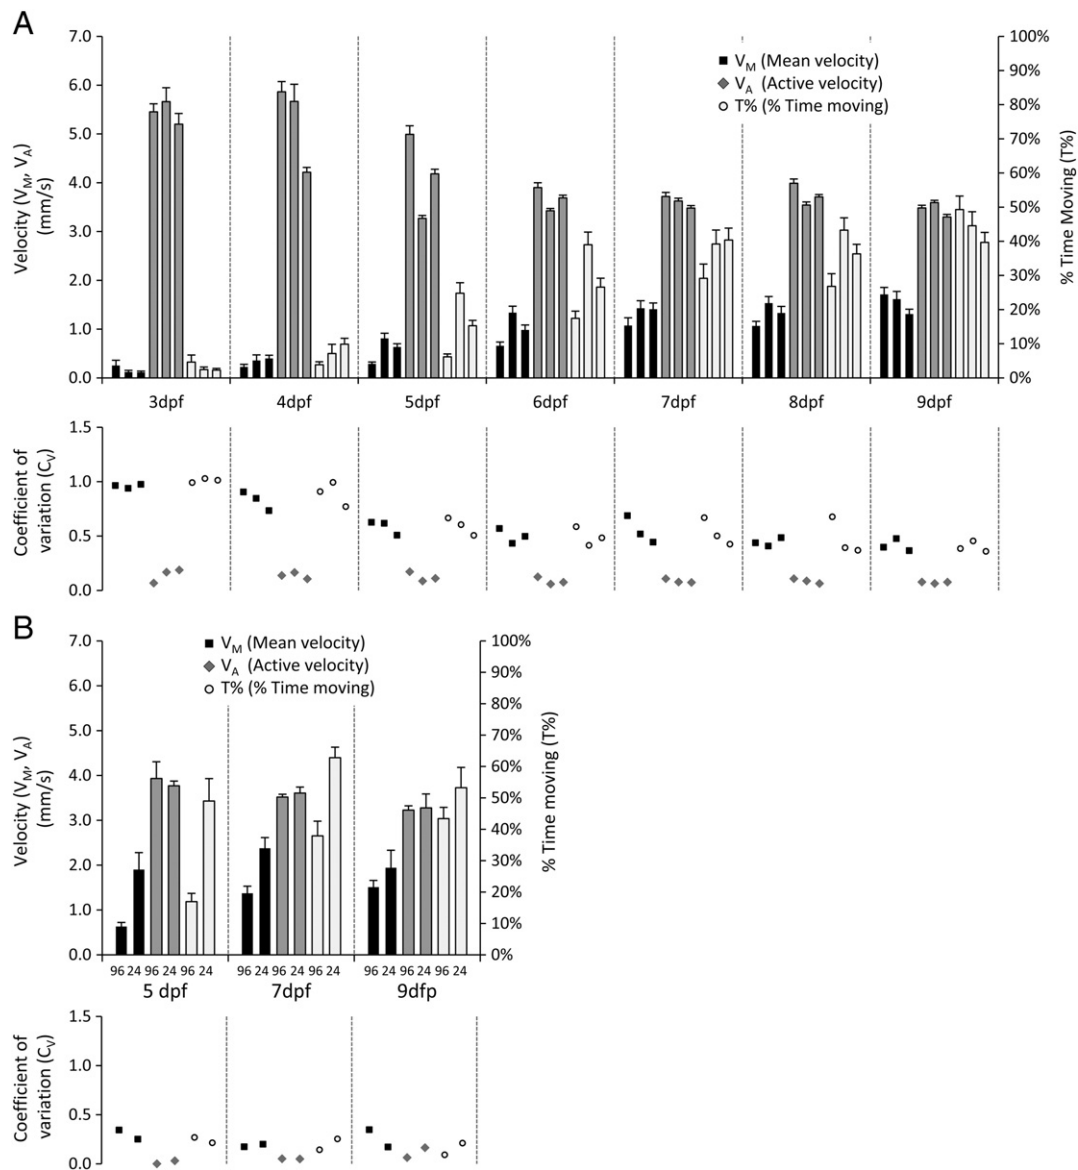 A
7.0
6.0
5.0
4.0
3.0
2.0
1.0
0.0
Velocity (VM, VA)
(mm/s)
VM (Mean velocity)
VA (Active velocity)
T% (% Time moving)
100%
90%
80%
70%
60%
50%
40%
30%
20%
10%
0%
% Time Moving (T%)
3dpf 4dpf 5dpf 6dpf 7dpf 8dpf 9dpf
1.5
1.0
0.5
0.0
Coefficient of
variation (CV)
B
7.0
6.0
5.0
4.0
3.0
2.0
1.0
0.0
Velocity (VM, VA)
(mm/s)
VM (Mean velocity)
VA (Active velocity)
T% (% Time moving)
100%
90%
80%
70%
60%
50%
40%
30%
20%
10%
0%
% Time moving (T%)
96 24 96 24 96 24 96 24 96 24 96 24 96 24 96 24 96 24
5 dpf 7dpf 9dfp
1.5
1.0
0.5
0.0
Coefficient of
variation (CV)